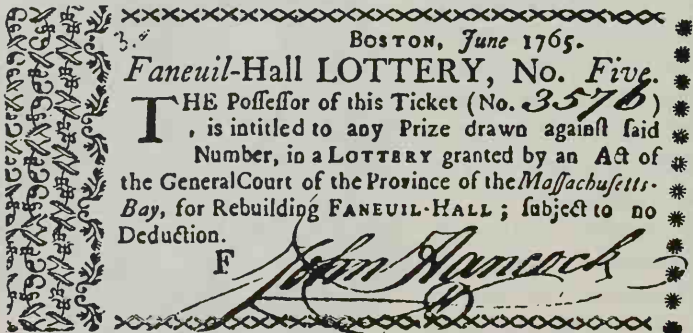 3.
BOSTON, June 1765.
Faneuil-Hall LOTTERY, No. Five.
THE Poſſeſſor of this Ticket (No. 3576)
, is intitled to any Prize drawn againſt ſaid
Number, in a LOTTERY granted by an Act of
the General Court of the Province of the Maſſachuſetts-
Bay, for Rebuilding FANEUIL-HALL; ſubject to no
Deduction.
F John Hancock